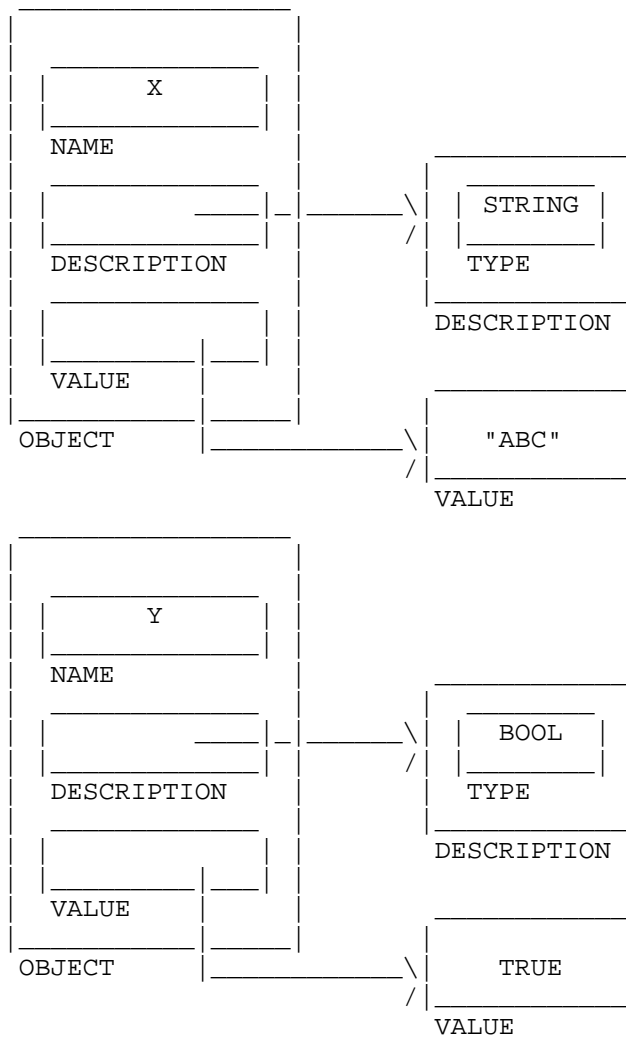 X
NAME
STRING
DESCRIPTION TYPE
DESCRIPTION
VALUE
OBJECT "ABC"
VALUE
Y
NAME
BOOL
DESCRIPTION TYPE
DESCRIPTION
VALUE
OBJECT TRUE
VALUE